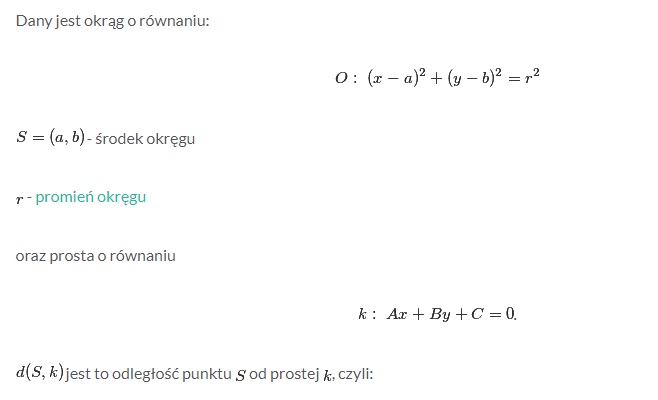 Dany jest okrąg o równaniu:
O : (x − a)² + (y − b)² = r²
S = (a, b) - środek okręgu
r - promień okręgu
oraz prosta o równaniu
k : Ax + By + C = 0.
d(S, k) jest to odległość punktu S od prostej k, czyli: